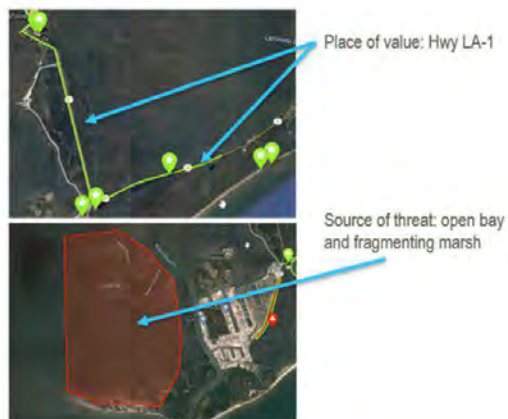 Place of value: Hwy LA-1
Source of threat: open bay
and fragmenting marsh